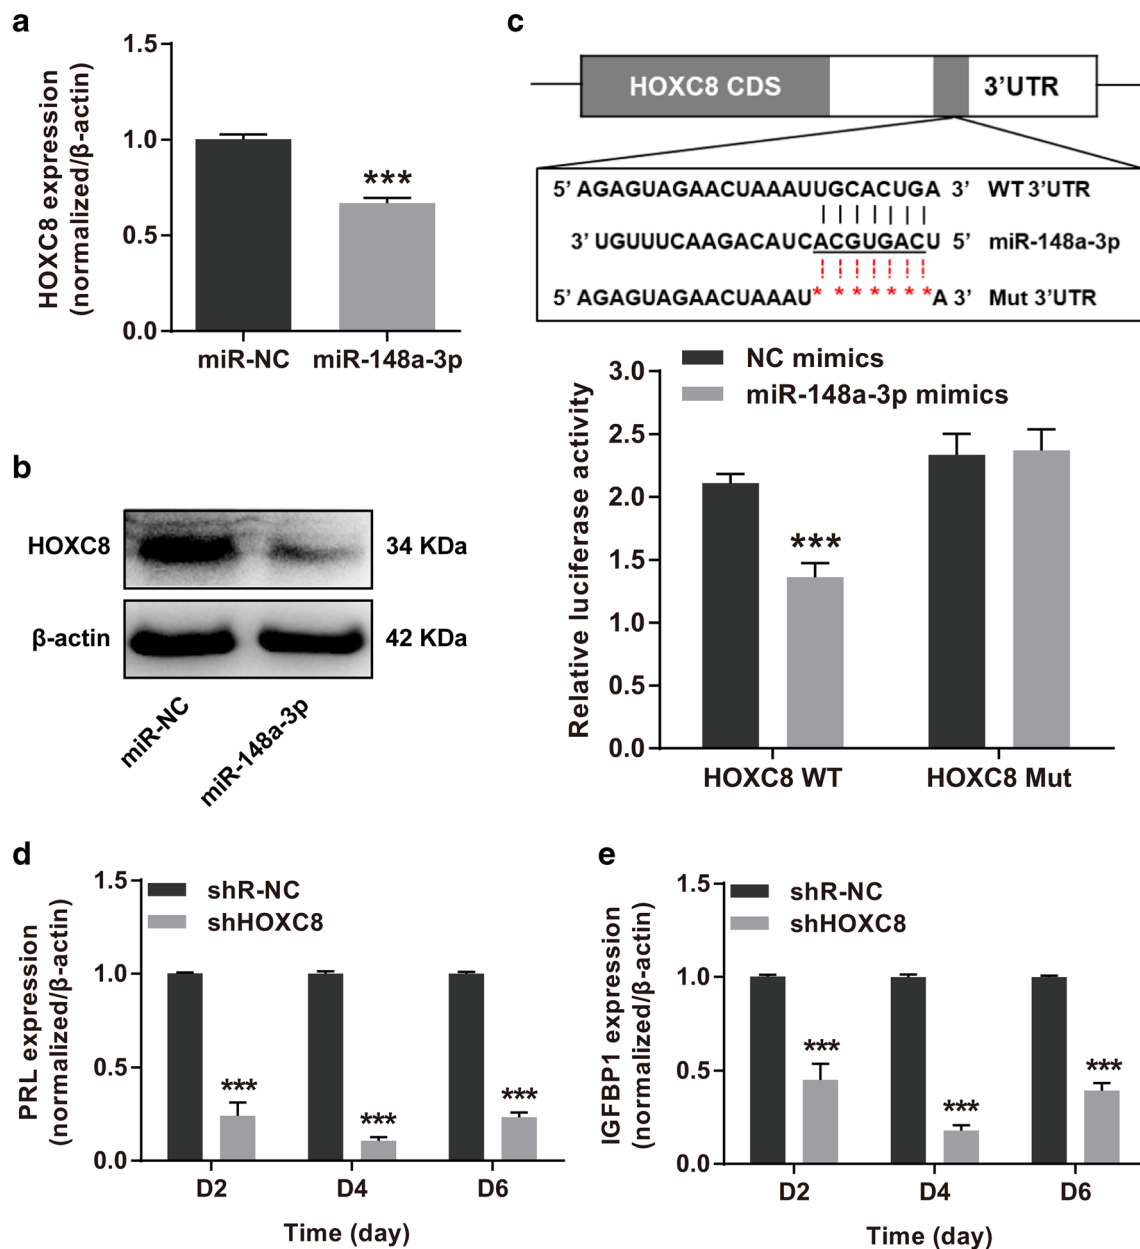 a
HOXC8 expression
(normalized/β-actin)
1.5
1.0
0.5
0.0
***
miR-NC
miR-148a-3p
b
HOXC8
34 KDa
β-actin
42 KDa
miR-NC
miR-148a-3p
c
HOXC8 CDS
3’UTR
5’ AGAGUAGAACUAAAUUGCACUGA 3’ WT 3’UTR
3’ UGUUUCAAGACAUCACGUGACU 5’ miR-148a-3p
5’ AGAGUAGAACUAAAU*******A 3’ Mut 3’UTR
NC mimics
miR-148a-3p mimics
Relative luciferase activity
3.0
2.5
2.0
1.5
1.0
0.5
0.0
***
HOXC8 WT
HOXC8 Mut
d
PRL expression
(normalized/β-actin)
1.5
1.0
0.5
0.0
shR-NC
shHOXC8
***
***
***
D2
D4
D6
Time (day)
e
IGFBP1 expression
(normalized/β-actin)
1.5
1.0
0.5
0.0
shR-NC
shHOXC8
***
***
***
D2
D4
D6
Time (day)